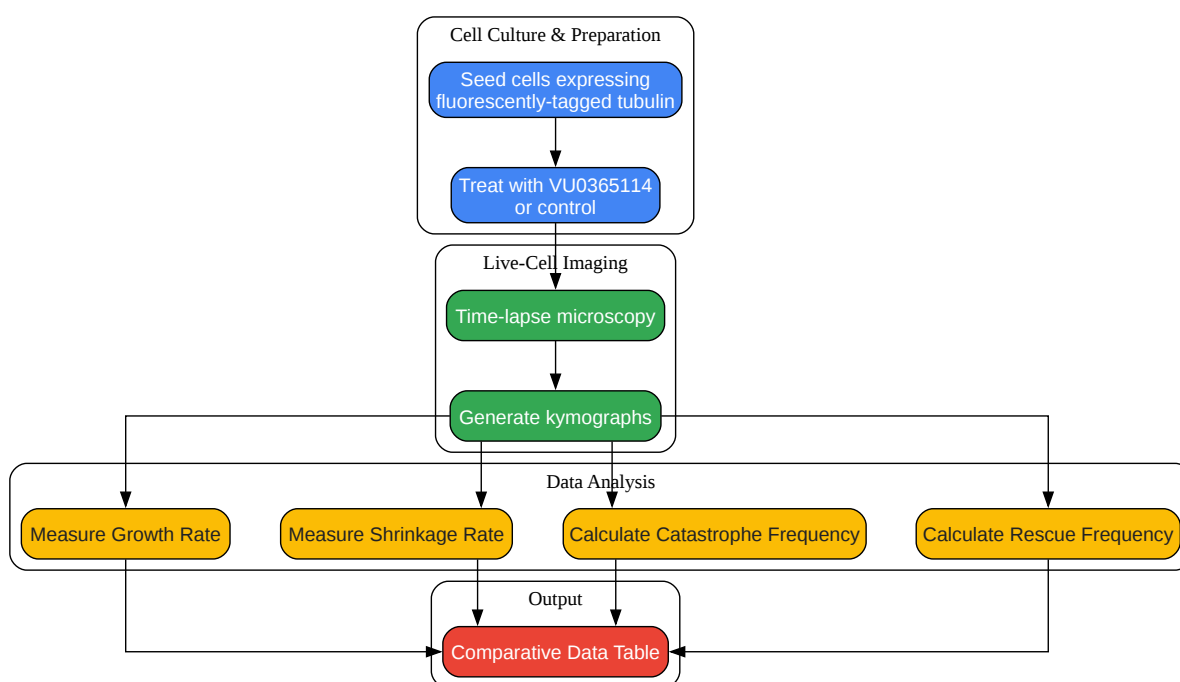 Cell Culture & Preparation
Seed cells expressing
fluorescently-tagged tubulin
Treat with VU0365114
or control
Live-Cell Imaging
Time-lapse microscopy
Generate kymographs
Data Analysis
Measure Growth Rate
Measure Shrinkage Rate
Calculate Catastrophe Frequency
Calculate Rescue Frequency
Output
Comparative Data Table